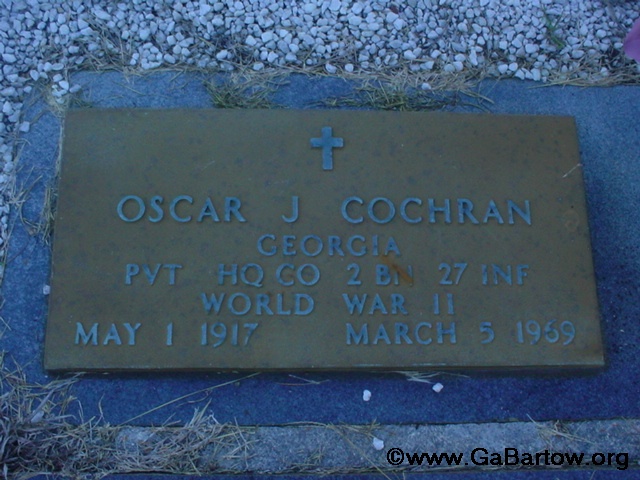 OSCAR J COCHRAN
GEORGIA
PVT HQ CO 2 BN 27 INF
WORLD WAR II
MAY 1 1917 MARCH 5 1969
©www.GaBartow.org